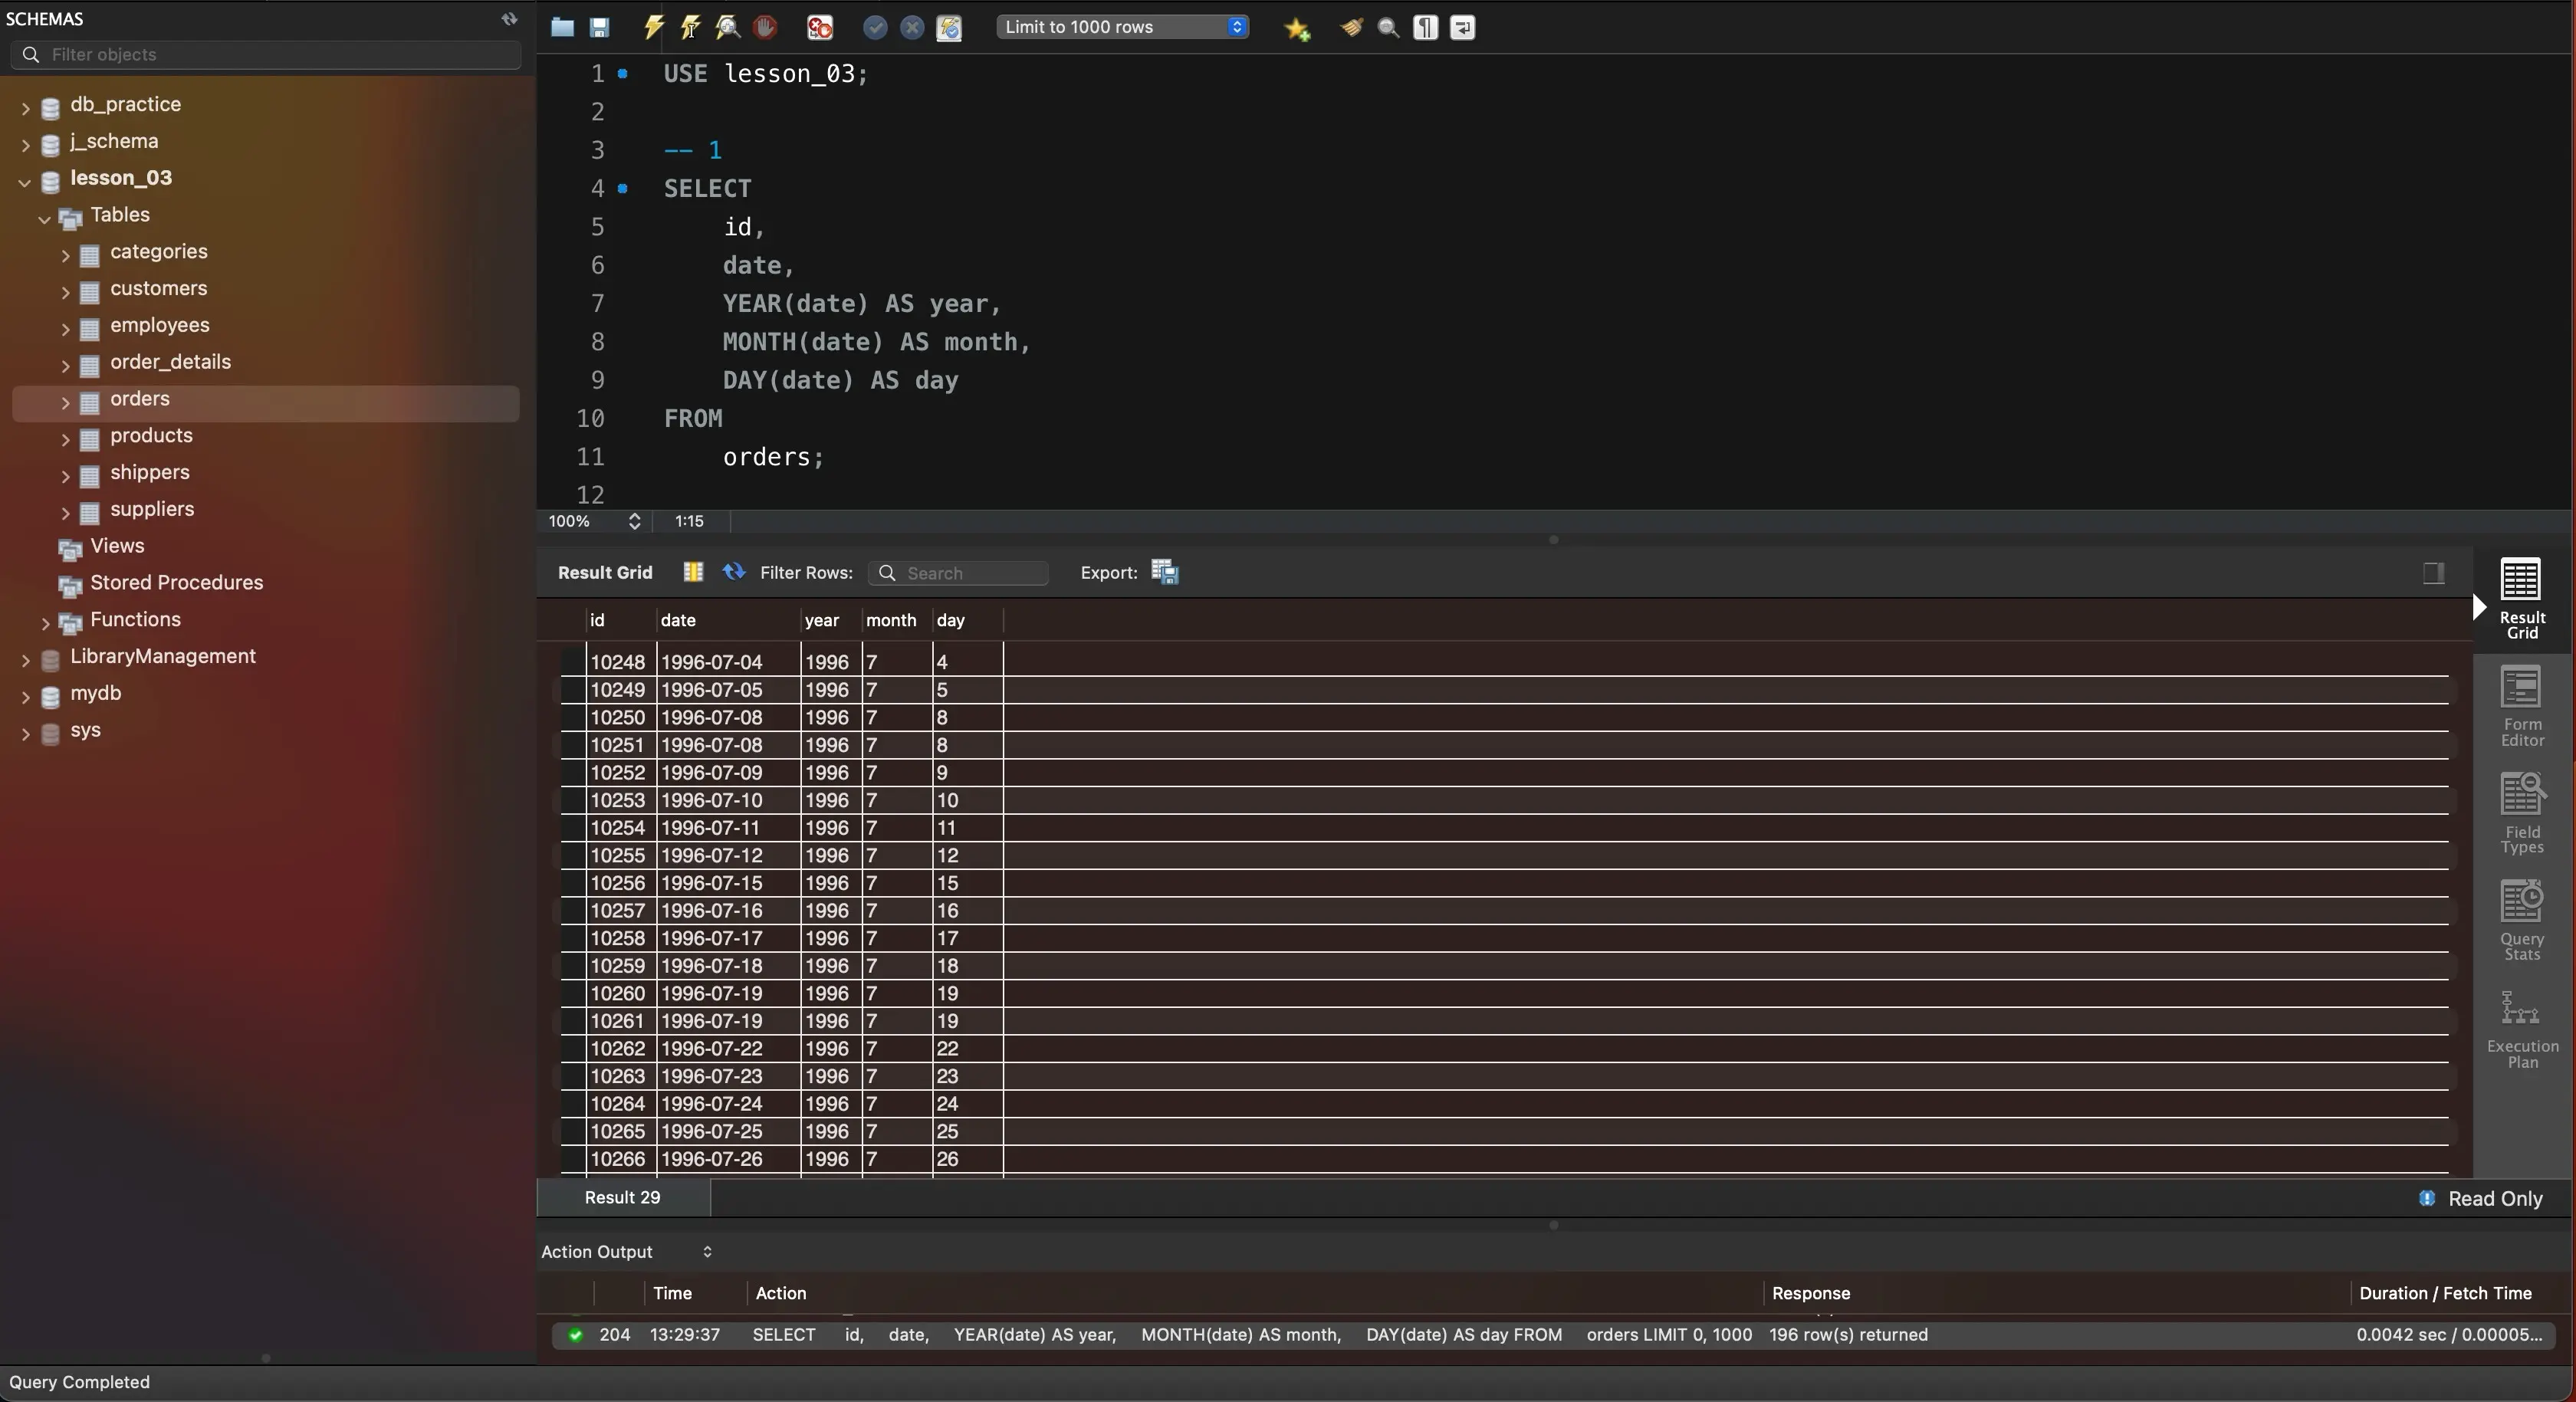 SCHEMAS
Filter objects
db_practice
j_schema
lesson_03
Tables
categories
customers
employees
order_details
orders
products
shippers
suppliers
Views
Stored Procedures
Functions
LibraryManagement
mydb
sys
Limit to 1000 rows
1 USE lesson_03;
2
3 -- 1
4 SELECT
5 id,
6 date,
7 YEAR(date) AS year,
8 MONTH(date) AS month,
9 DAY(date) AS day
10 FROM
11 orders;
12
100% 1:15
Result Grid Filter Rows: Search Export:
id date year month day
10248 1996-07-04 1996 7 4
10249 1996-07-05 1996 7 5
10250 1996-07-08 1996 7 8
10251 1996-07-08 1996 7 8
10252 1996-07-09 1996 7 9
10253 1996-07-10 1996 7 10
10254 1996-07-11 1996 7 11
10255 1996-07-12 1996 7 12
10256 1996-07-15 1996 7 15
10257 1996-07-16 1996 7 16
10258 1996-07-17 1996 7 17
10259 1996-07-18 1996 7 18
10260 1996-07-19 1996 7 19
10261 1996-07-19 1996 7 19
10262 1996-07-22 1996 7 22
10263 1996-07-23 1996 7 23
10264 1996-07-24 1996 7 24
10265 1996-07-25 1996 7 25
10266 1996-07-26 1996 7 26
Result
Grid
Form
Editor
Field
Types
Query
Stats
Execution
Plan
Result 29 Read Only
Action Output
Time Action Response Duration / Fetch Time
204 13:29:37 SELECT id, date, YEAR(date) AS year, MONTH(date) AS month, DAY(date) AS day FROM orders LIMIT 0, 1000 196 row(s) returned 0.0042 sec / 0.00005...
Query Completed